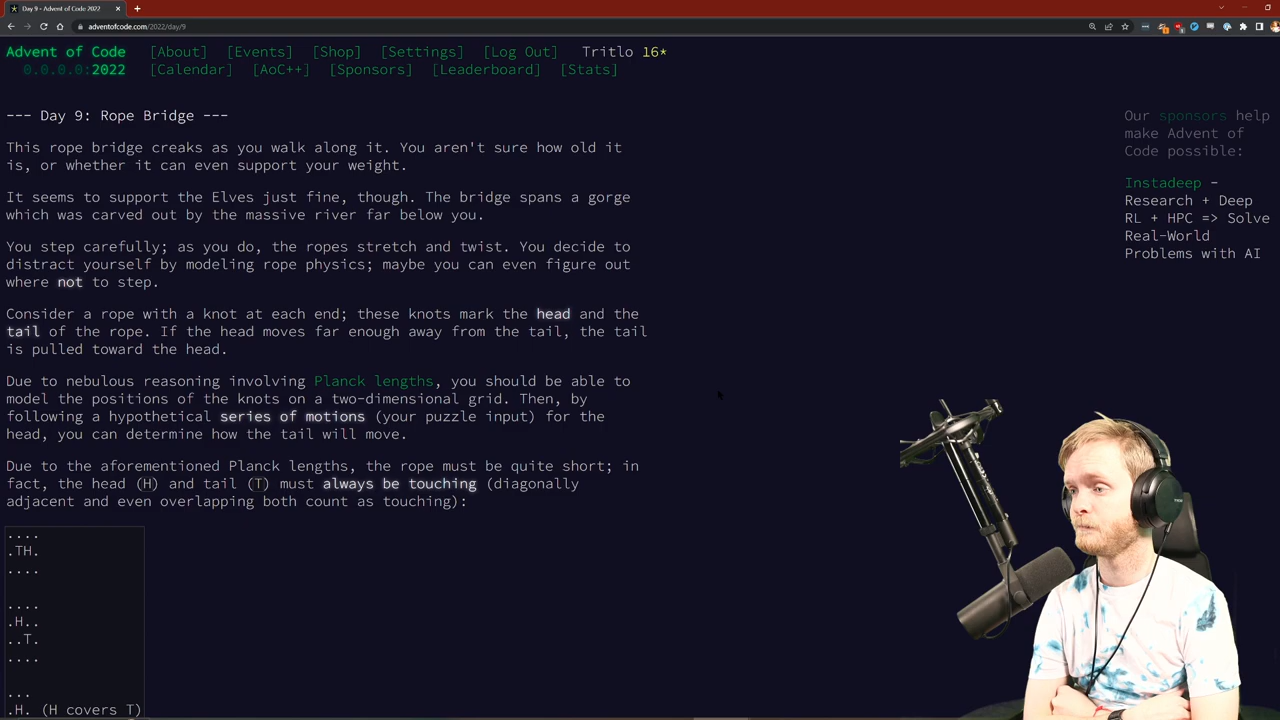 Day 9 - Advent of Code 2022
adventofcode.com/2022/day/9
Advent of Code [About] [Events] [Shop] [Settings] [Log Out] Tritlo 16*
0.0.0.0:2022 [Calendar] [AoC++] [Sponsors] [Leaderboard] [Stats]
--- Day 9: Rope Bridge ---
This rope bridge creaks as you walk along it. You aren't sure how old it
is, or whether it can even support your weight.
It seems to support the Elves just fine, though. The bridge spans a gorge
which was carved out by the massive river far below you.
You step carefully; as you do, the ropes stretch and twist. You decide to
distract yourself by modeling rope physics; maybe you can even figure out
where not to step.
Consider a rope with a knot at each end; these knots mark the head and the
tail of the rope. If the head moves far enough away from the tail, the tail
is pulled toward the head.
Due to nebulous reasoning involving Planck lengths, you should be able to
model the positions of the knots on a two-dimensional grid. Then, by
following a hypothetical series of motions (your puzzle input) for the
head, you can determine how the tail will move.
Due to the aforementioned Planck lengths, the rope must be quite short; in
fact, the head (H) and tail (T) must always be touching (diagonally
adjacent and even overlapping both count as touching):
....
.TH.
....
....
.H..
..T.
....
...
.H. (H covers T)
Our sponsors help
make Advent of
Code possible:
Instadeep -
Research + Deep
RL + HPC => Solve
Real-World
Problems with AI